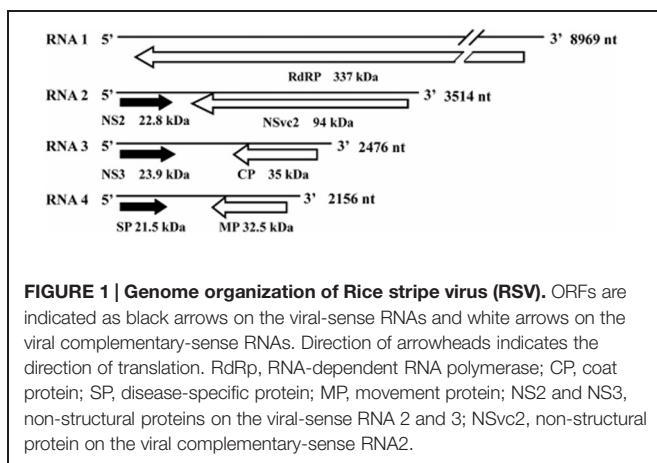 RNA 1 5’ 3’ 8969 nt
RdRP 337 kDa
RNA 2 5’ 3’ 3514 nt
NS2 22.8 kDa NSvc2 94 kDa
RNA 3 5’ 3’ 2476 nt
NS3 23.9 kDa CP 35 kDa
RNA 4 5’ 3’ 2156 nt
SP 21.5 kDa MP 32.5 kDa
FIGURE 1 | Genome organization of Rice stripe virus (RSV). ORFs are
indicated as black arrows on the viral-sense RNAs and white arrows on the
viral complementary-sense RNAs. Direction of arrowheads indicates the
direction of translation. RdRp, RNA-dependent RNA polymerase; CP, coat
protein; SP, disease-specific protein; MP, movement protein; NS2 and NS3,
non-structural proteins on the viral-sense RNA 2 and 3; NSvc2, non-structural
protein on the viral complementary-sense RNA2.